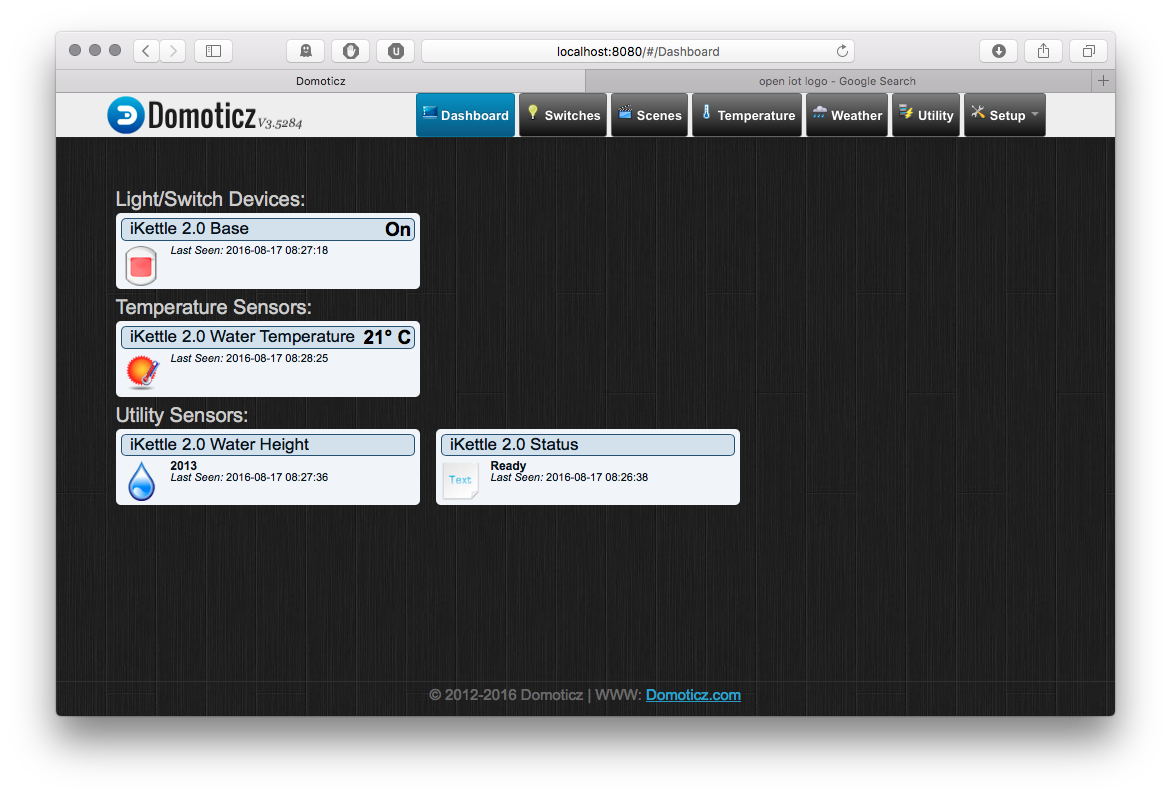 localhost:8080/#/Dashboard
Domoticz
open iot logo - Google Search
Domoticz V3.5284
Dashboard Switches Scenes Temperature Weather Utility Setup
Light/Switch Devices:
iKettle 2.0 Base On
Last Seen: 2016-08-17 08:27:18
Temperature Sensors:
iKettle 2.0 Water Temperature 21° C
Last Seen: 2016-08-17 08:28:25
Utility Sensors:
iKettle 2.0 Water Height
2013
Last Seen: 2016-08-17 08:27:36
iKettle 2.0 Status
Text
Ready
Last Seen: 2016-08-17 08:26:38
© 2012-2016 Domoticz | WWW: Domoticz.com